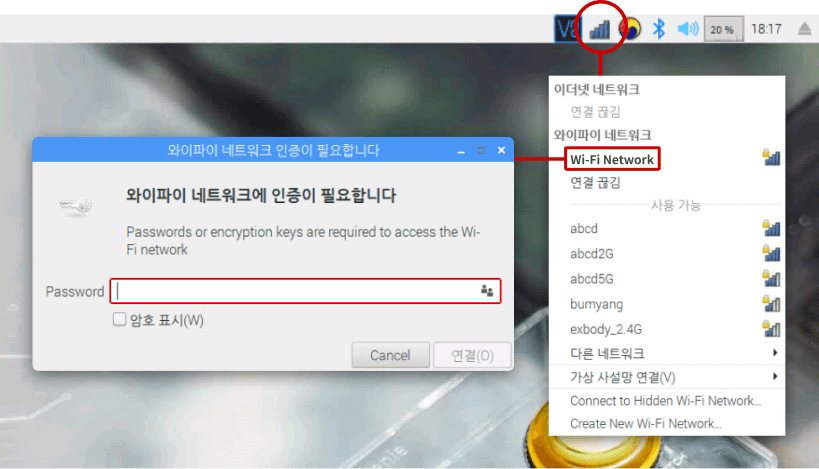 20 %
18:17
이더넷 네트워크
연결 끊김
와이파이 네트워크
Wi-Fi Network
연결 끊김
사용 가능
abcd
abcd2G
abcd5G
bumyang
exbody_2.4G
다른 네트워크
가상 사설망 연결(V)
Connect to Hidden Wi-Fi Network...
Create New Wi-Fi Network...
와이파이 네트워크 인증이 필요합니다
와이파이 네트워크에 인증이 필요합니다
Passwords or encryption keys are required to access the Wi-
Fi network
Password
암호 표시(W)
Cancel
연결(O)